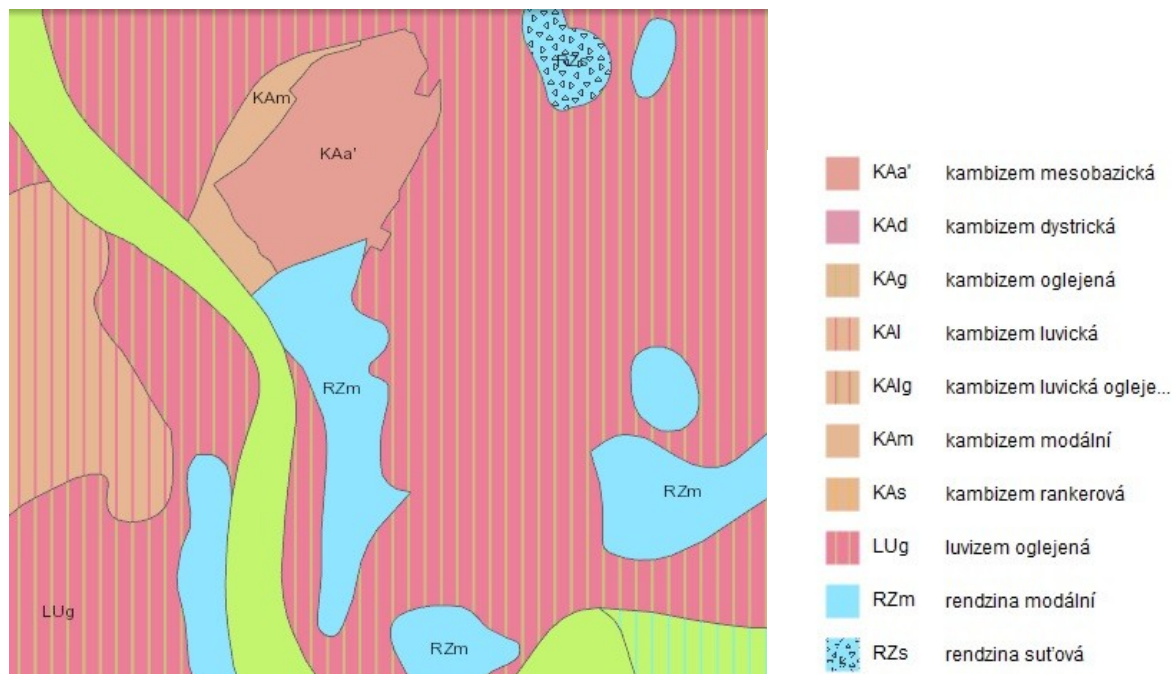 RZs
KAm
KAa'
RZm
RZm
LUg
RZm
KAa' kambizem mesobazická
KAd kambizem dystrická
KAg kambizem oglejená
KAl kambizem luvická
KAlg kambizem luvická ogleje...
KAm kambizem modální
KAs kambizem rankerová
LUg luvizem oglejená
RZm rendzina modální
RZs rendzina suťová